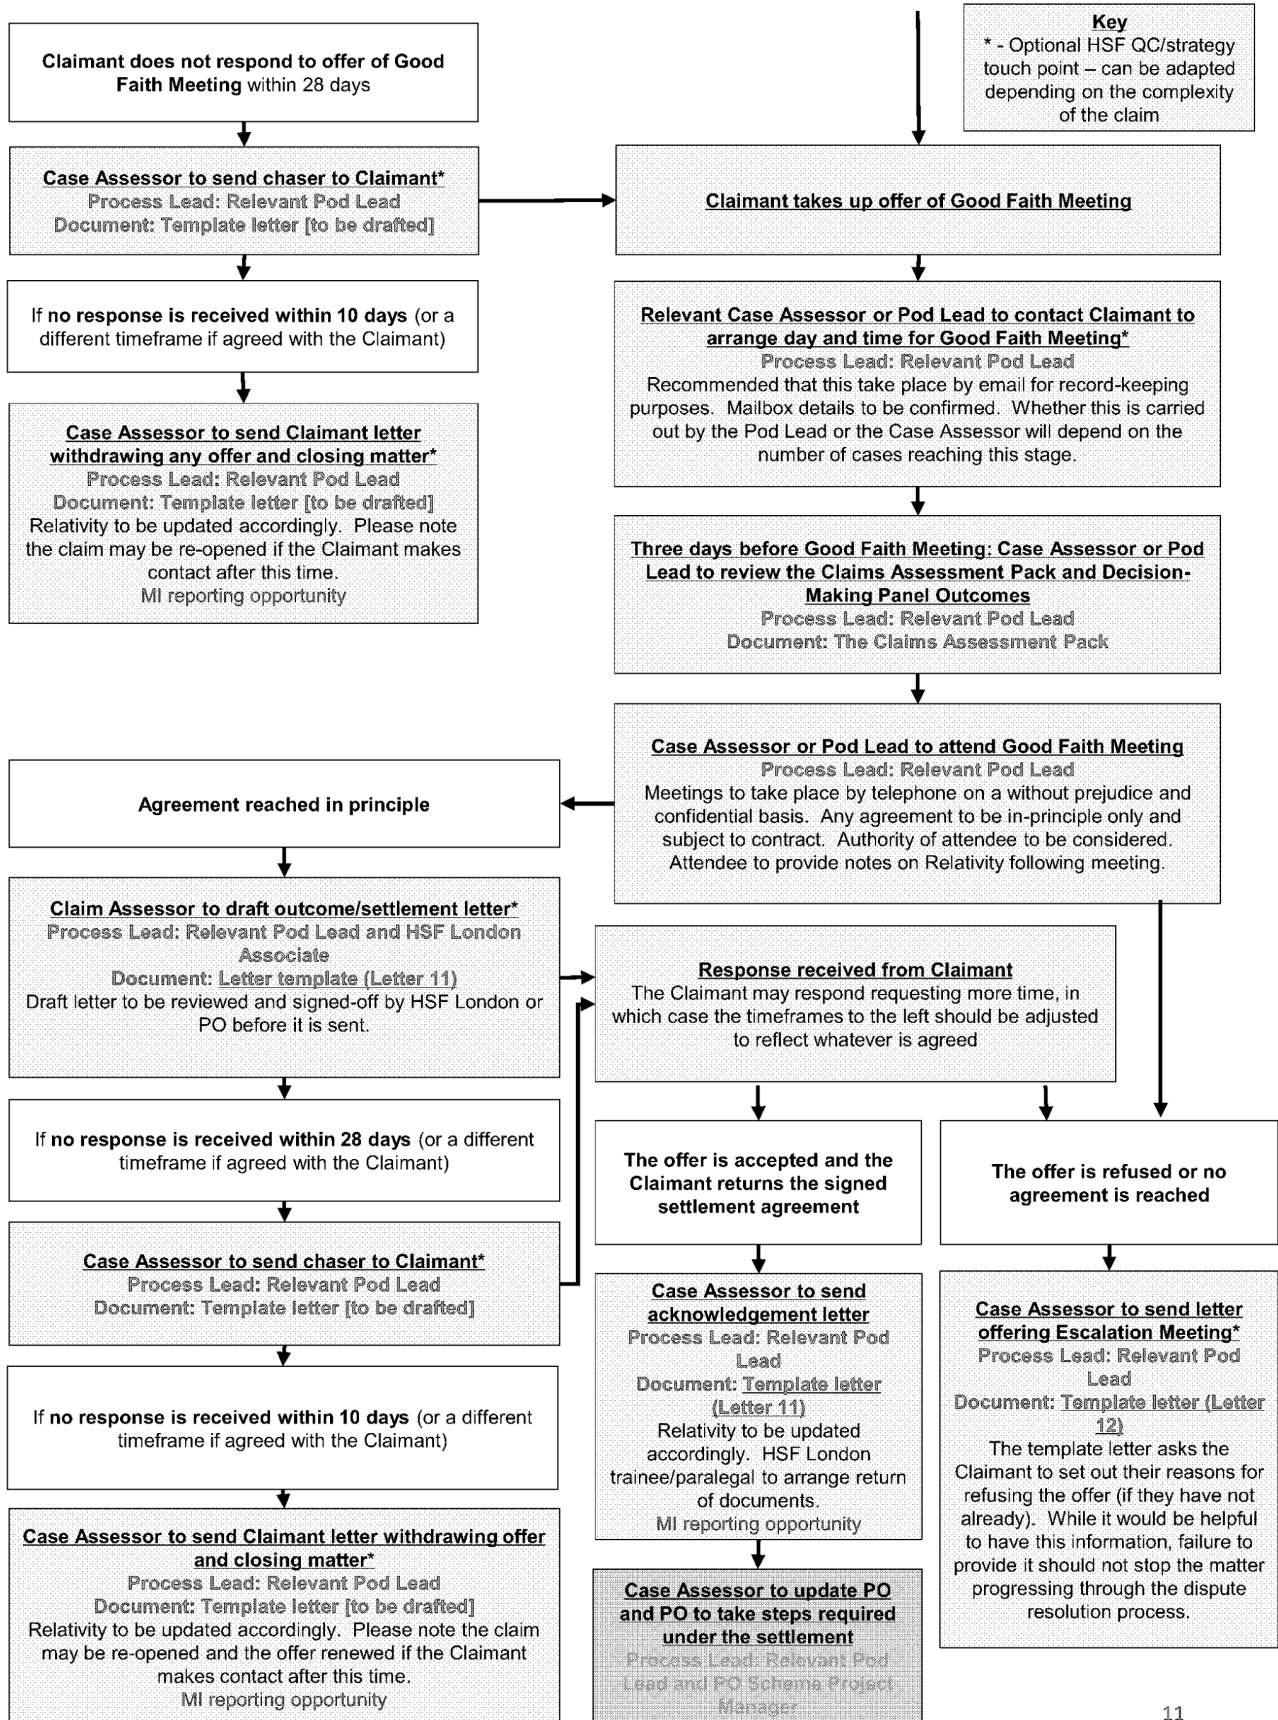 Key
* - Optional HSF QC/strategy
touch point – can be adapted
depending on the complexity
of the claim
Claimant does not respond to offer of Good
Faith Meeting within 28 days
Case Assessor to send chaser to Claimant*
Process Lead: Relevant Pod Lead
Document: Template letter [to be drafted]
If no response is received within 10 days (or a
different timeframe if agreed with the Claimant)
Case Assessor to send Claimant letter
withdrawing any offer and closing matter*
Process Lead: Relevant Pod Lead
Document: Template letter [to be drafted]
Relativity to be updated accordingly. Please note
the claim may be re-opened if the Claimant makes
contact after this time.
MI reporting opportunity
Claimant takes up offer of Good Faith Meeting
Relevant Case Assessor or Pod Lead to contact Claimant to
arrange day and time for Good Faith Meeting*
Process Lead: Relevant Pod Lead
Recommended that this take place by email for record-keeping
purposes. Mailbox details to be confirmed. Whether this is carried
out by the Pod Lead or the Case Assessor will depend on the
number of cases reaching this stage.
Three days before Good Faith Meeting: Case Assessor or Pod
Lead to review the Claims Assessment Pack and Decision-
Making Panel Outcomes
Process Lead: Relevant Pod Lead
Document: The Claims Assessment Pack
Case Assessor or Pod Lead to attend Good Faith Meeting
Process Lead: Relevant Pod Lead
Meetings to take place by telephone on a without prejudice and
confidential basis. Any agreement to be in-principle only and
subject to contract. Authority of attendee to be considered.
Attendee to provide notes on Relativity following meeting.
Agreement reached in principle
Claim Assessor to draft outcome/settlement letter*
Process Lead: Relevant Pod Lead and HSF London
Associate
Document: Letter template (Letter 11)
Draft letter to be reviewed and signed-off by HSF London or
PO before it is sent.
If no response is received within 28 days (or a different
timeframe if agreed with the Claimant)
Case Assessor to send chaser to Claimant*
Process Lead: Relevant Pod Lead
Document: Template letter [to be drafted]
If no response is received within 10 days (or a different
timeframe if agreed with the Claimant)
Case Assessor to send Claimant letter withdrawing offer
and closing matter*
Process Lead: Relevant Pod Lead
Document: Template letter [to be drafted]
Relativity to be updated accordingly. Please note the claim
may be re-opened and the offer renewed if the Claimant
makes contact after this time.
MI reporting opportunity
Response received from Claimant
The Claimant may respond requesting more time, in
which case the timeframes to the left should be adjusted
to reflect whatever is agreed
The offer is accepted and the
Claimant returns the signed
settlement agreement
Case Assessor to send
acknowledgement letter
Process Lead: Relevant Pod
Lead
Document: Template letter
(Letter 11)
Relativity to be updated
accordingly. HSF London
trainee/paralegal to arrange return
of documents.
MI reporting opportunity
Case Assessor to update PO
and PO to take steps required
under the settlement
Process Lead: Relevant Pod
Lead and PO Scheme Project
Manager
The offer is refused or no
agreement is reached
Case Assessor to send letter
offering Escalation Meeting*
Process Lead: Relevant Pod
Lead
Document: Template letter (Letter
12)
The template letter asks the
Claimant to set out their reasons for
refusing the offer (if they have not
already). While it would be helpful
to have this information, failure to
provide it should not stop the matter
progressing through the dispute
resolution process.
11